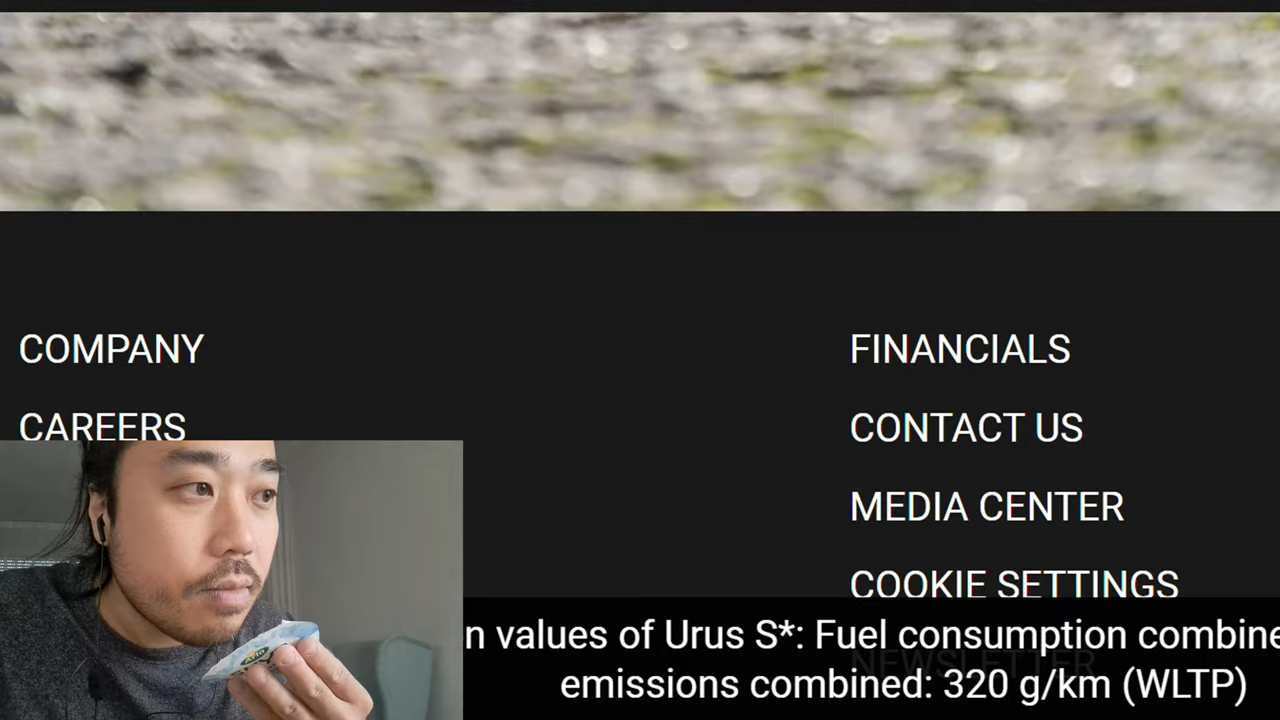 COMPANY
CAREERS
FINANCIALS
CONTACT US
MEDIA CENTER
COOKIE SETTINGS
NEWSLETTER
n values of Urus S*: Fuel consumption combine
emissions combined: 320 g/km (WLTP)